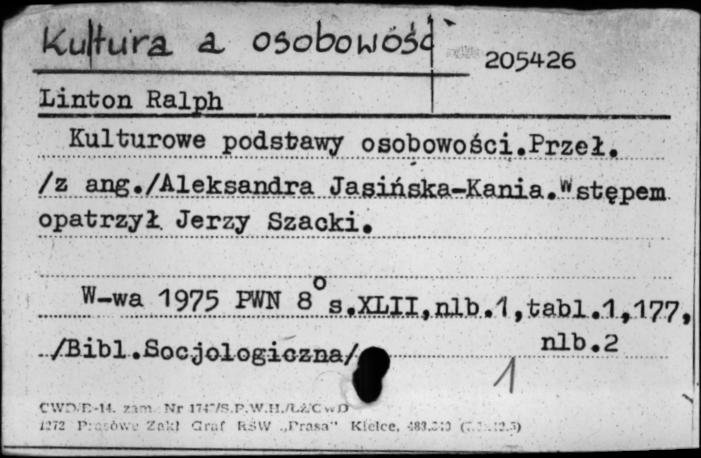 Kultura a osobowość
205426
Linton Ralph
Kulturowe podstawy osobowości.Przeł.
/z ang./Aleksandra Jasińska-Kania.Wstępem
opatrzył Jerzy Szacki.
W-wa 1975 PWN 8° s.XLII,nlb.1,tabl.1,177,
nlb.2
/Bibl.Socjologiczna/
1
CWD/E-14. zam. Nr
Zakł Graf RSW „Prasa" Kielce,